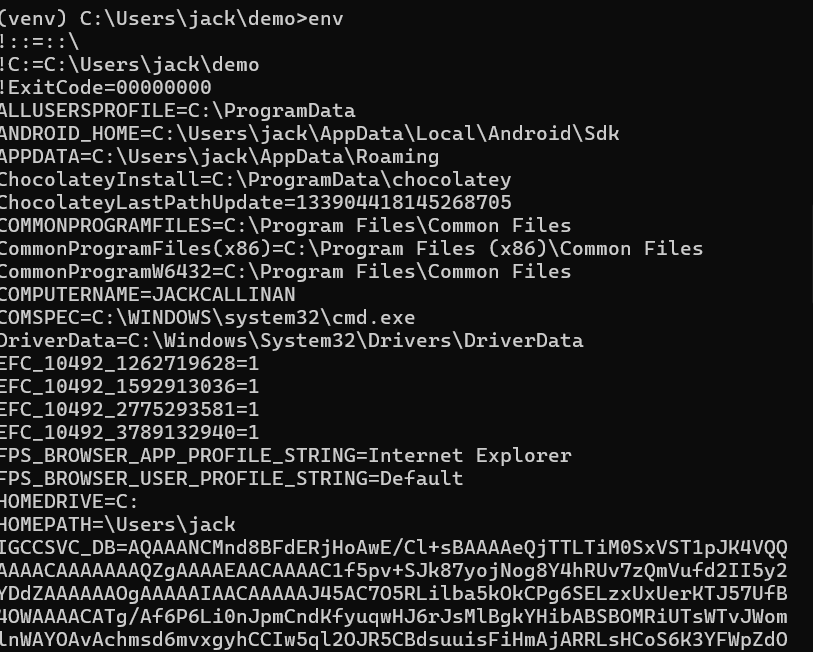 (venv) C:\Users\jack\demo>env
!::=::\
!C:=C:\Users\jack\demo
!ExitCode=00000000
ALLUSERSPROFILE=C:\ProgramData
ANDROID_HOME=C:\Users\jack\AppData\Local\Android\Sdk
APPDATA=C:\Users\jack\AppData\Roaming
ChocolateyInstall=C:\ProgramData\chocolatey
ChocolateyLastPathUpdate=133904418145268705
COMMONPROGRAMFILES=C:\Program Files\Common Files
CommonProgramFiles(x86)=C:\Program Files (x86)\Common Files
CommonProgramW6432=C:\Program Files\Common Files
COMPUTERNAME=JACKCALLINAN
COMSPEC=C:\WINDOWS\system32\cmd.exe
DriverData=C:\Windows\System32\Drivers\DriverData
EFC_10492_1262719628=1
EFC_10492_1592913036=1
EFC_10492_2775293581=1
EFC_10492_3789132940=1
FPS_BROWSER_APP_PROFILE_STRING=Internet Explorer
FPS_BROWSER_USER_PROFILE_STRING=Default
HOMEDRIVE=C:
HOMEPATH=\Users\jack
IGCCSVC_DB=AQAAANCMnd8BFdERjHoAwE/Cl+sBAAAAeQjTTLTiM0SxVST1pJK4VQQ
AAAACAAAAAAAQZgAAAAEAACAAAAC1f5pv+SJk87yojNog8Y4hRUv7zQmVufd2II5y2
YDdZAAAAAAOgAAAAAIAACAAAAAJ45AC7O5RLilba5kOkCPg6SELzxUxUerKTJ57UfB
4OWAAAACATg/Af6P6Li0nJpmCndKfyuqwHJ6rJsMlBgkYHibABSBOMRiUTsWTvJWom
lnWAYOAvAchmsd6mvxgyhCCIw5ql2OJR5CBdsuuisFiHmAjARRLsHCoS6K3YFWpZdO